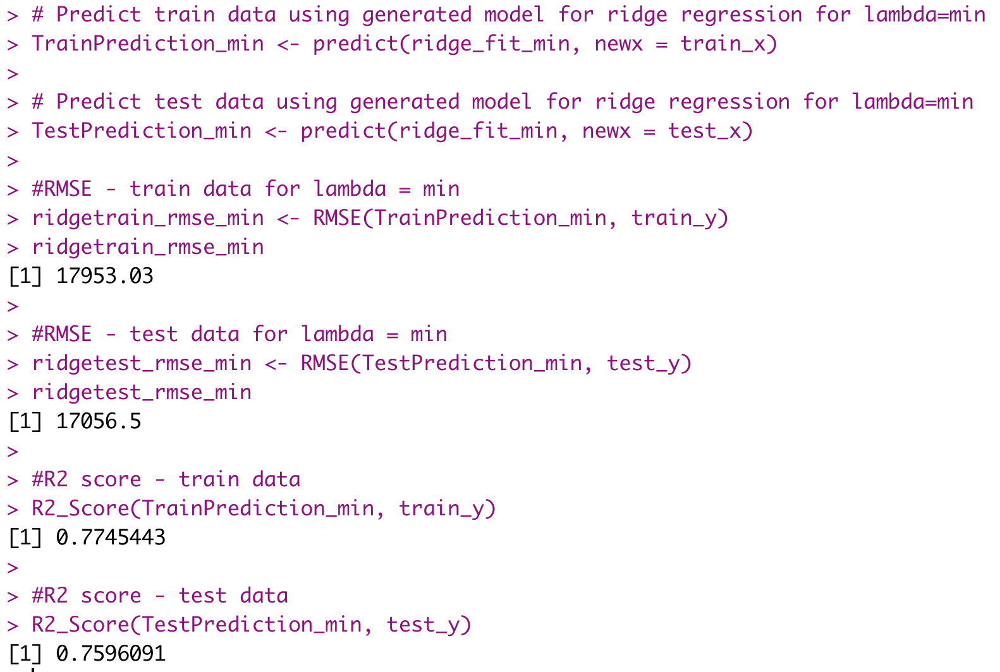 > # Predict train data using generated model for ridge regression for lambda=min
> TrainPrediction_min <- predict(ridge_fit_min, newx = train_x)
>
> # Predict test data using generated model for ridge regression for lambda=min
> TestPrediction_min <- predict(ridge_fit_min, newx = test_x)
>
> #RMSE - train data for lambda = min
> ridgetrain_rmse_min <- RMSE(TrainPrediction_min, train_y)
> ridgetrain_rmse_min
[1] 17953.03
>
> #RMSE - test data for lambda = min
> ridgetest_rmse_min <- RMSE(TestPrediction_min, test_y)
> ridgetest_rmse_min
[1] 17056.5
>
> #R2 score - train data
> R2_Score(TrainPrediction_min, train_y)
[1] 0.7745443
>
> #R2 score - test data
> R2_Score(TestPrediction_min, test_y)
[1] 0.7596091